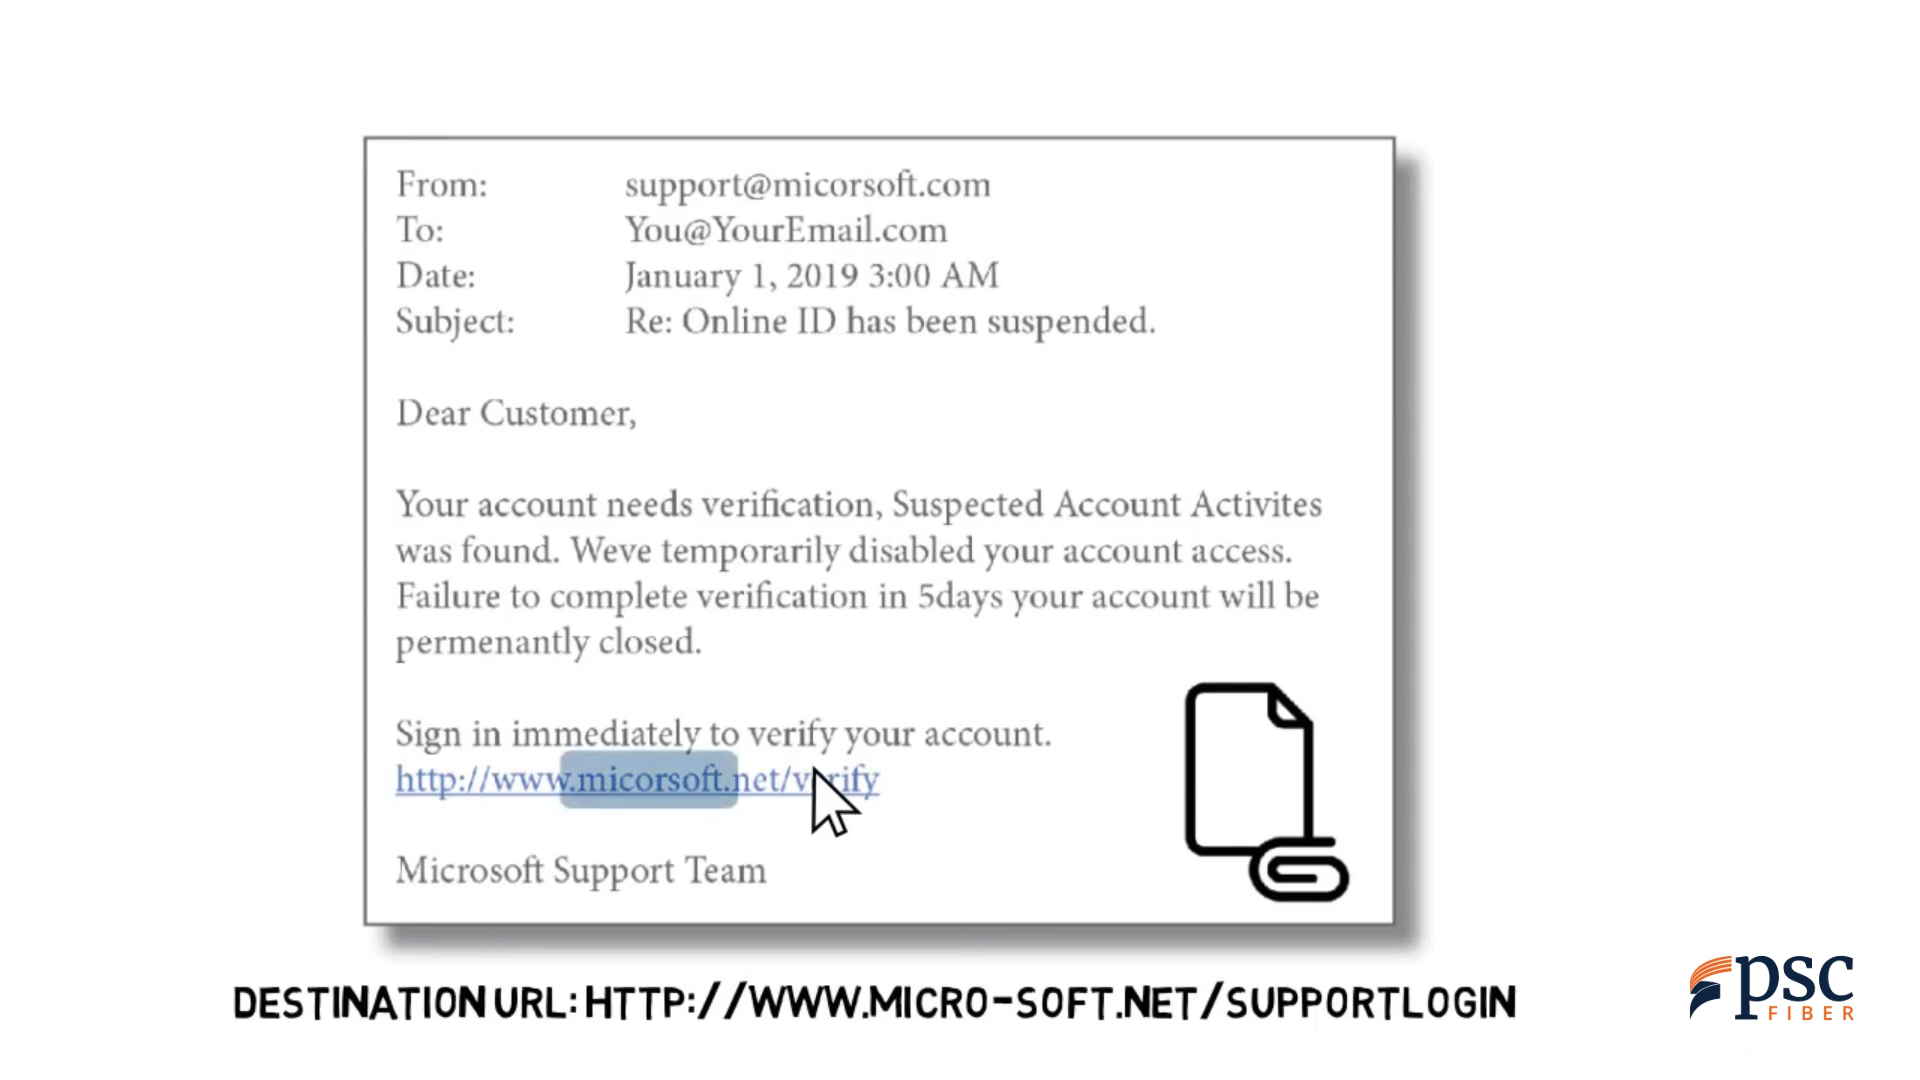 From: support@micorsoft.com
To: You@YourEmail.com
Date: January 1, 2019 3:00 AM
Subject: Re: Online ID has been suspended.
Dear Customer,
Your account needs verification, Suspected Account Activites
was found. Weve temporarily disabled your account access.
Failure to complete verification in 5days your account will be
permenantly closed.
Sign in immediately to verify your account.
http://www.micorsoft.net/verify
Microsoft Support Team
DESTINATION URL: HTTP://WWW.MICRO-SOFT.NET/SUPPORTLOGIN
psc
FIBER